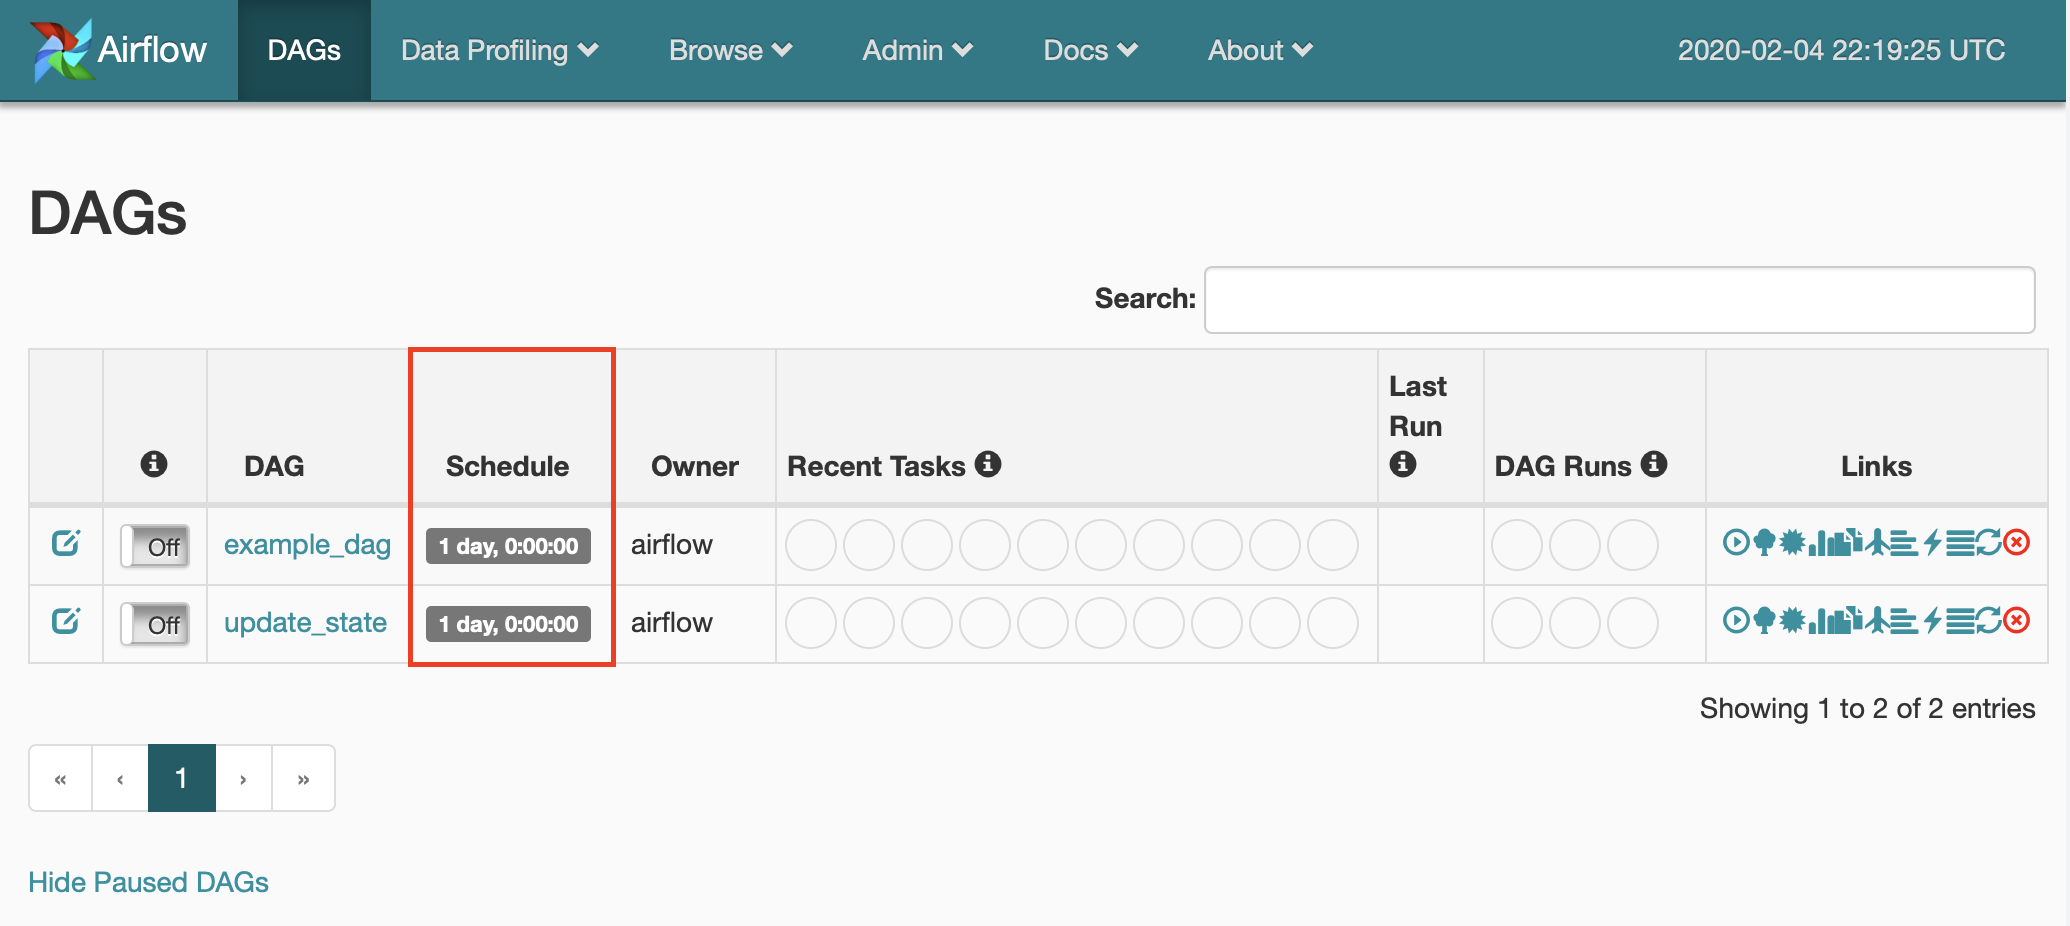 Airflow DAGs Data Profiling Browse Admin Docs About 2020-02-04 22:19:25 UTC
DAGs
Search:
DAG Schedule Owner Recent Tasks Last Run DAG Runs Links
Off example_dag 1 day, 0:00:00 airflow
Off update_state 1 day, 0:00:00 airflow
Showing 1 to 2 of 2 entries
« ‹ 1 › »
Hide Paused DAGs